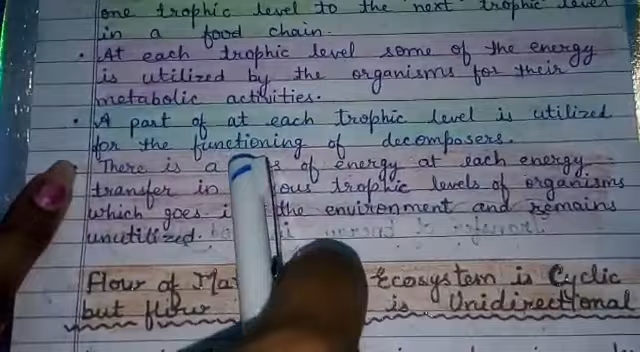 one trophic level to the next trophic level
in a food chain.
• At each trophic level some of the energy
is utilized by the organisms for their
metabolic activities.
• A part of at each trophic level is utilized
for the functioning of decomposers.
There is a s of energy at each energy
transfer in ous trophic levels of organisms
which goes i the environment and remains
unutilized.
Flour of Ma Ecosystem is Cyclic
but is Unidirectional